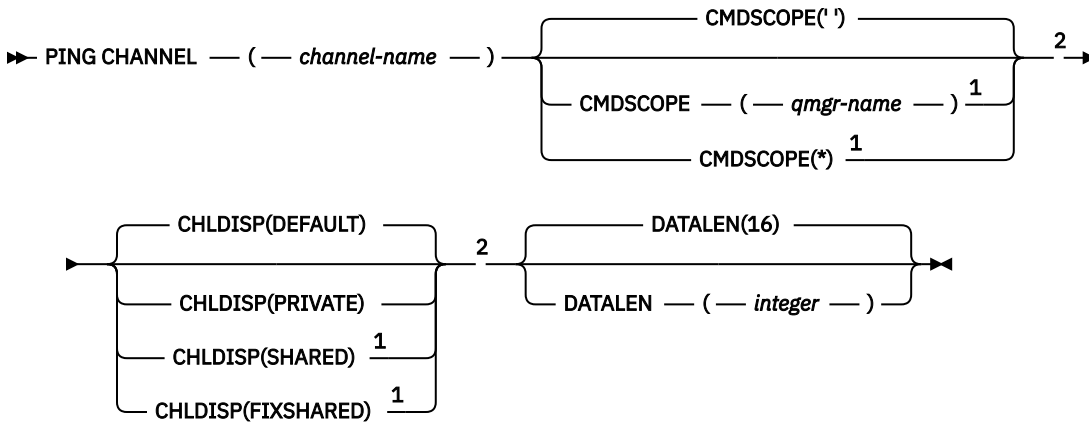 CMDSCOPE(' ')
PING CHANNEL ( channel-name ) 2
CMDSCOPE ( qmgr-name ) 1
CMDSCOPE(*) 1
CHLDISP(DEFAULT) DATALEN(16)
2
CHLDISP(PRIVATE) DATALEN ( integer )
CHLDISP(SHARED) 1
CHLDISP(FIXSHARED) 1